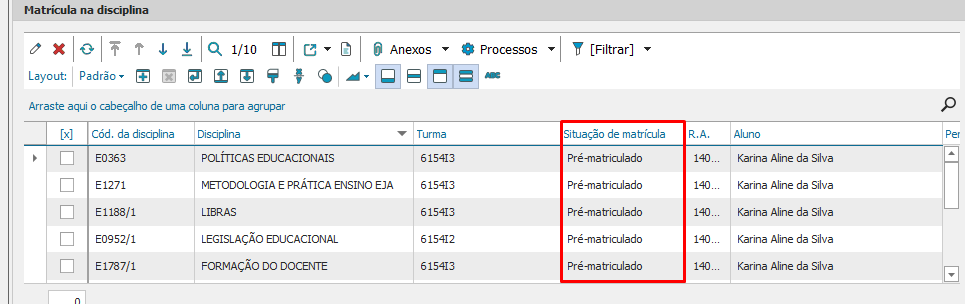 Matrícula na disciplina
1/10 Anexos Processos [Filtrar]
Layout: Padrão ABC
Arraste aqui o cabeçalho de uma coluna para agrupar
[x] Cód. da disciplina Disciplina Turma Situação de matrícula R.A. Aluno Per
E0363 POLÍTICAS EDUCACIONAIS 6154I3 Pré-matriculado 140... Karina Aline da Silva
E1271 METODOLOGIA E PRÁTICA ENSINO EJA 6154I3 Pré-matriculado 140... Karina Aline da Silva
E1188/1 LIBRAS 6154I3 Pré-matriculado 140... Karina Aline da Silva
E0952/1 LEGISLAÇÃO EDUCACIONAL 6154I2 Pré-matriculado 140... Karina Aline da Silva
E1787/1 FORMAÇÃO DO DOCENTE 6154I3 Pré-matriculado 140... Karina Aline da Silva
0